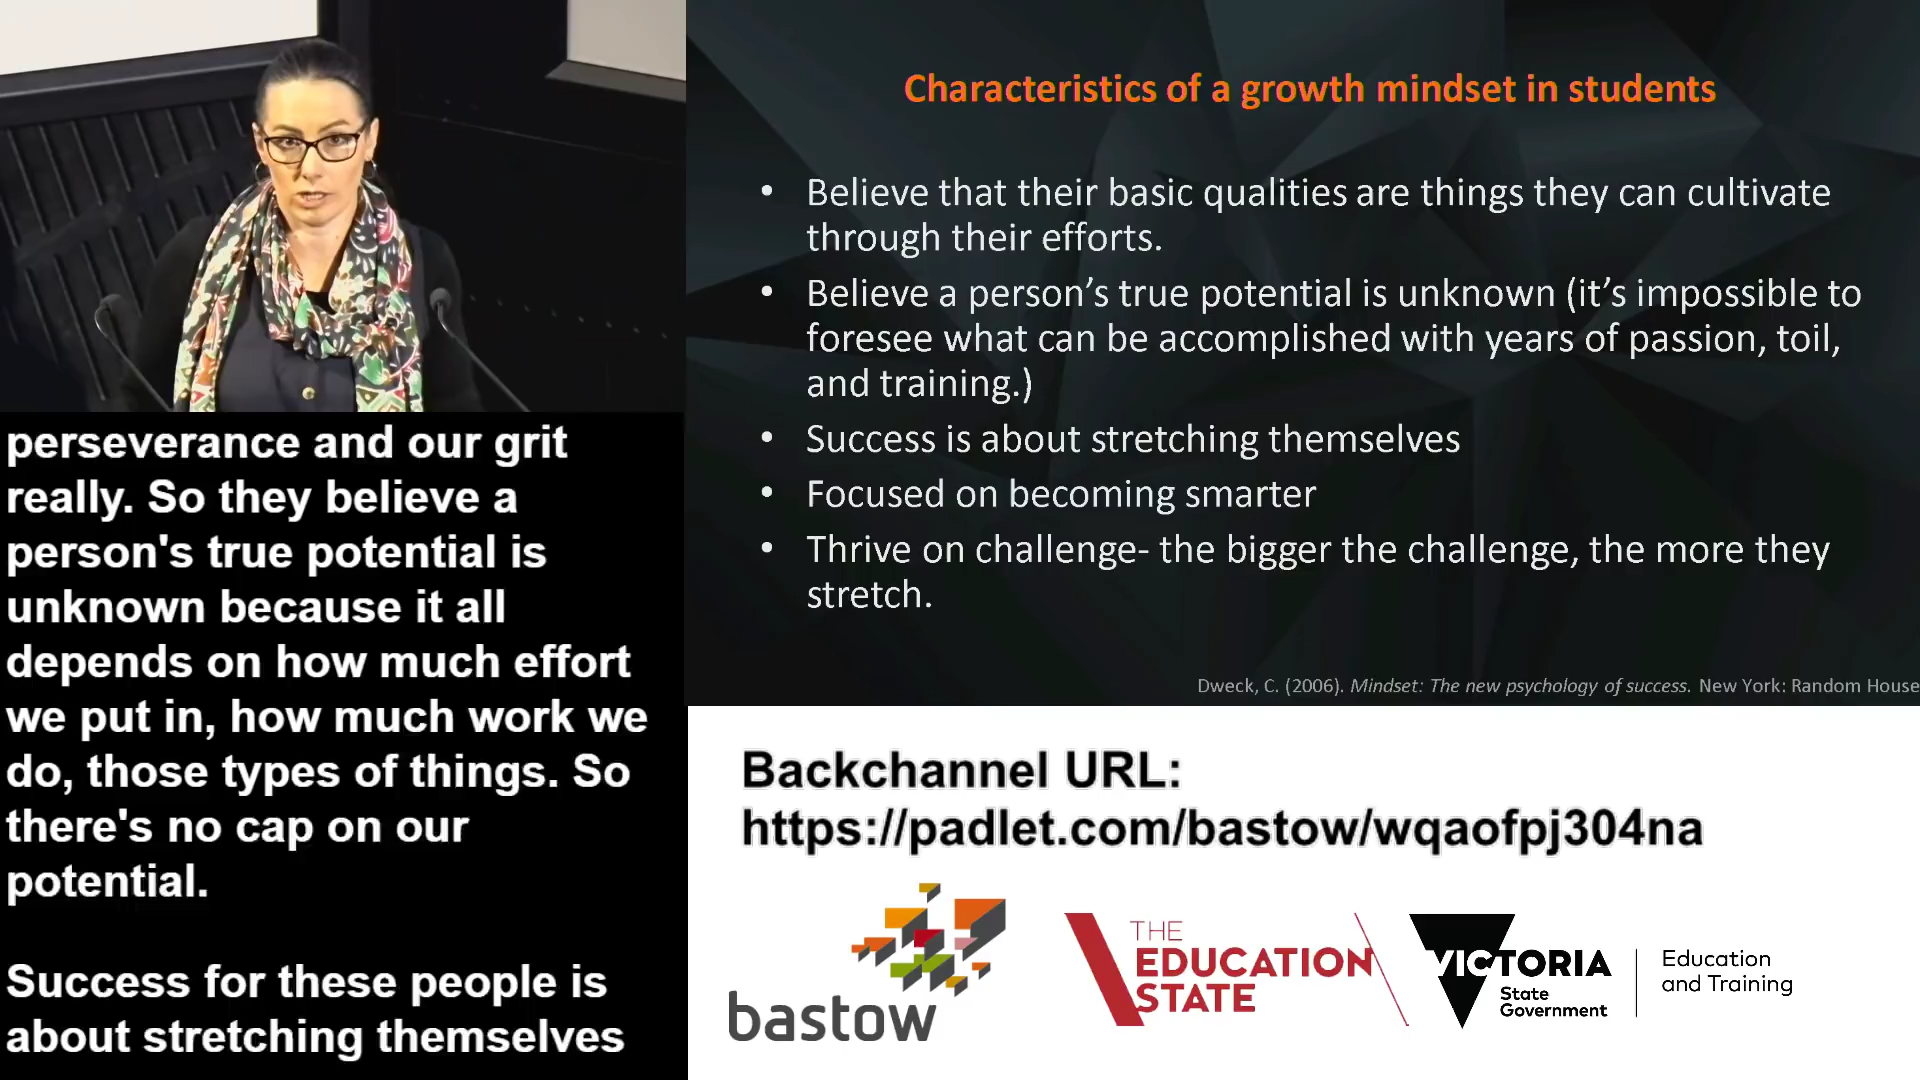 Characteristics of a growth mindset in students
• Believe that their basic qualities are things they can cultivate
through their efforts.
• Believe a person’s true potential is unknown (it’s impossible to
foresee what can be accomplished with years of passion, toil,
and training.)
• Success is about stretching themselves
• Focused on becoming smarter
• Thrive on challenge- the bigger the challenge, the more they
stretch.
Dweck, C. (2006). Mindset: The new psychology of success. New York: Random House
perseverance and our grit
really. So they believe a
person's true potential is
unknown because it all
depends on how much effort
we put in, how much work we
do, those types of things. So
there's no cap on our
potential.
Success for these people is
about stretching themselves
Backchannel URL:
https://padlet.com/bastow/wqaofpj304na
bastow
THE
EDUCATION
STATE
VICTORIA
State
Government
Education
and Training